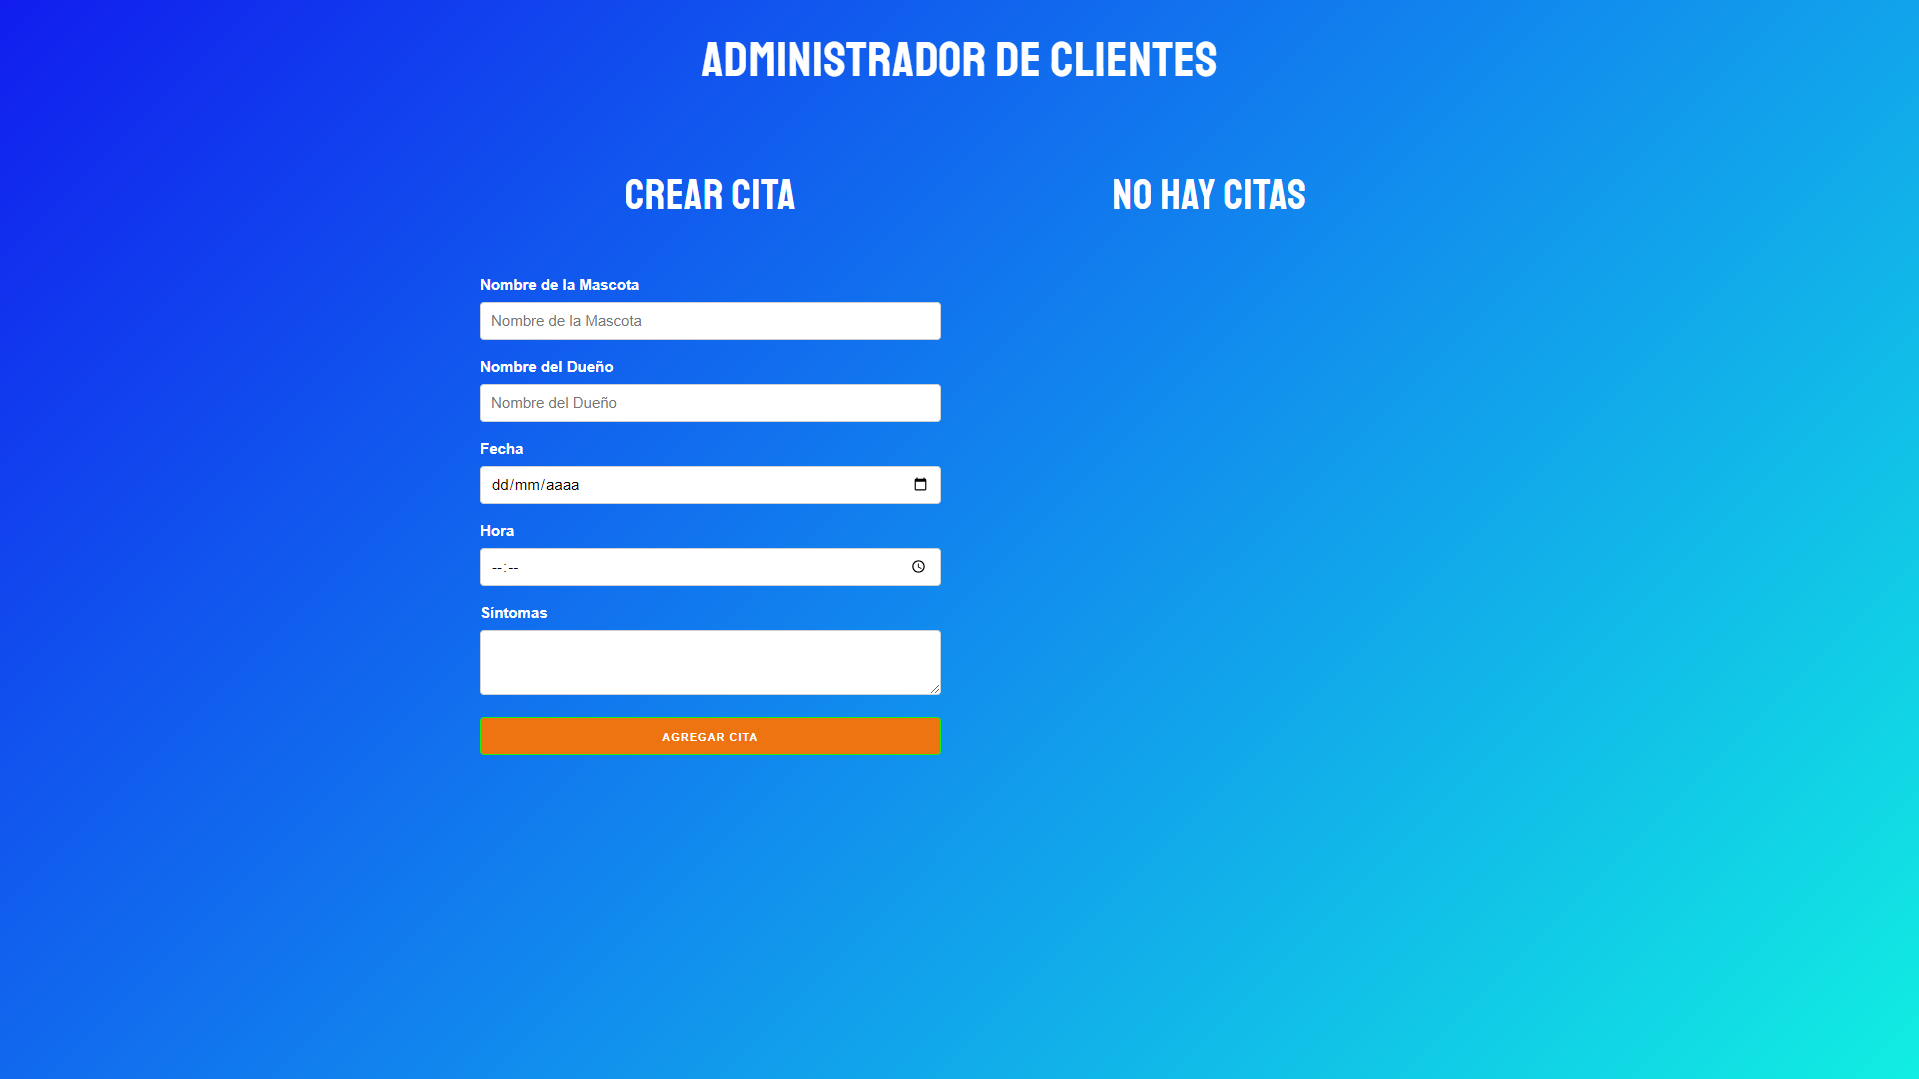 ADMINISTRADOR DE CLIENTES
CREAR CITA
Nombre de la Mascota
Nombre de la Mascota
Nombre del Dueño
Nombre del Dueño
Fecha
dd/mm/aaaa
Hora
--:--
Síntomas
AGREGAR CITA
NO HAY CITAS